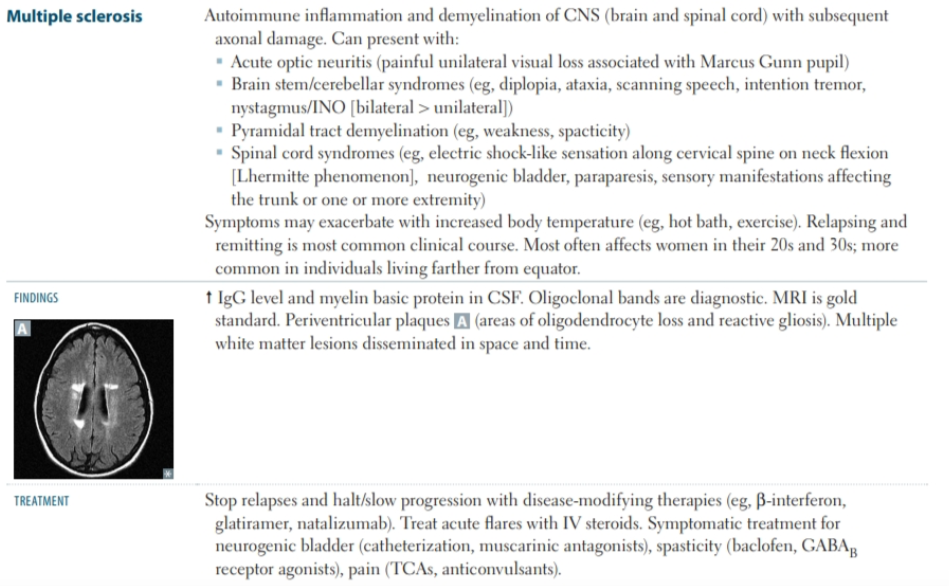 Multiple sclerosis
Autoimmune inflammation and demyelination of CNS (brain and spinal cord) with subsequent
axonal damage. Can present with:
▪ Acute optic neuritis (painful unilateral visual loss associated with Marcus Gunn pupil)
▪ Brain stem/cerebellar syndromes (eg, diplopia, ataxia, scanning speech, intention tremor,
nystagmus/INO [bilateral > unilateral])
▪ Pyramidal tract demyelination (eg, weakness, spacticity)
▪ Spinal cord syndromes (eg, electric shock-like sensation along cervical spine on neck flexion
[Lhermitte phenomenon], neurogenic bladder, paraparesis, sensory manifestations affecting
the trunk or one or more extremity)
Symptoms may exacerbate with increased body temperature (eg, hot bath, exercise). Relapsing and
remitting is most common clinical course. Most often affects women in their 20s and 30s; more
common in individuals living farther from equator.
FINDINGS
↑ IgG level and myelin basic protein in CSF. Oligoclonal bands are diagnostic. MRI is gold
standard. Periventricular plaques A (areas of oligodendrocyte loss and reactive gliosis). Multiple
white matter lesions disseminated in space and time.
A
TREATMENT
Stop relapses and halt/slow progression with disease-modifying therapies (eg, β-interferon,
glatiramer, natalizumab). Treat acute flares with IV steroids. Symptomatic treatment for
neurogenic bladder (catheterization, muscarinic antagonists), spasticity (baclofen, GABA_B
receptor agonists), pain (TCAs, anticonvulsants).